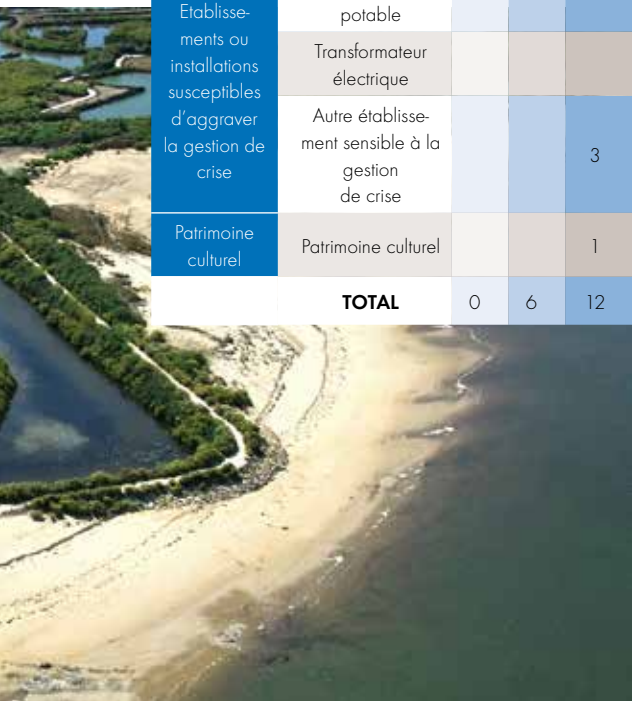 Etablisse-
ments ou
installations
susceptibles
d'aggraver
la gestion de
crise
potable
Transformateur
électrique
Autre établisse-
ment sensible à la
gestion
de crise
3
Patrimoine
culturel
Patrimoine culturel
1
TOTAL 0 6 12